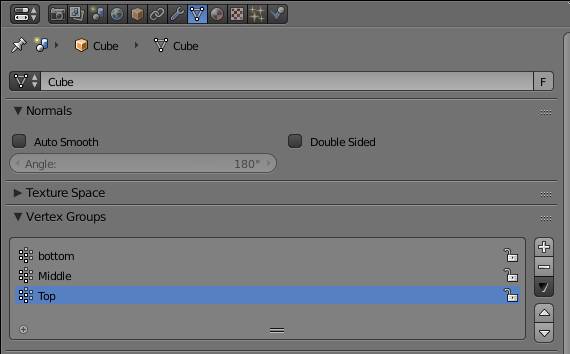 Cube Cube
Cube F
Normals
Auto Smooth Double Sided
Angle: 180°
Texture Space
Vertex Groups
bottom
Middle
Top